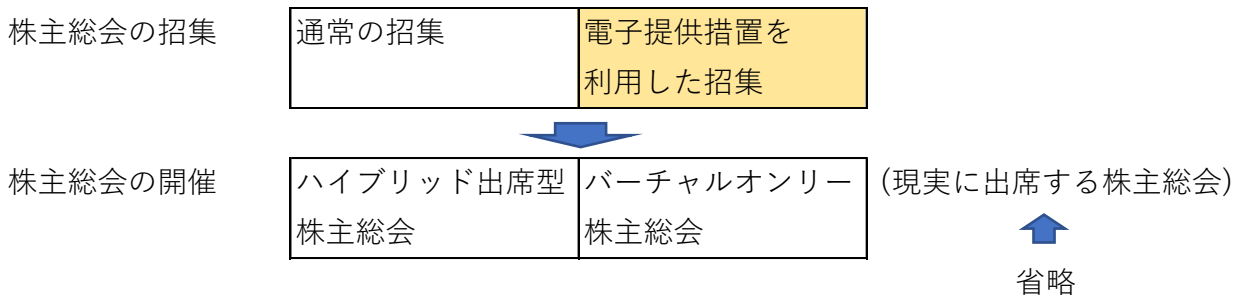 株主総会の招集
通常の招集
電子提供措置を
利用した招集
株主総会の開催
ハイブリッド出席型
株主総会
バーチャルオンリー
株主総会
(現実に出席する株主総会)
省略